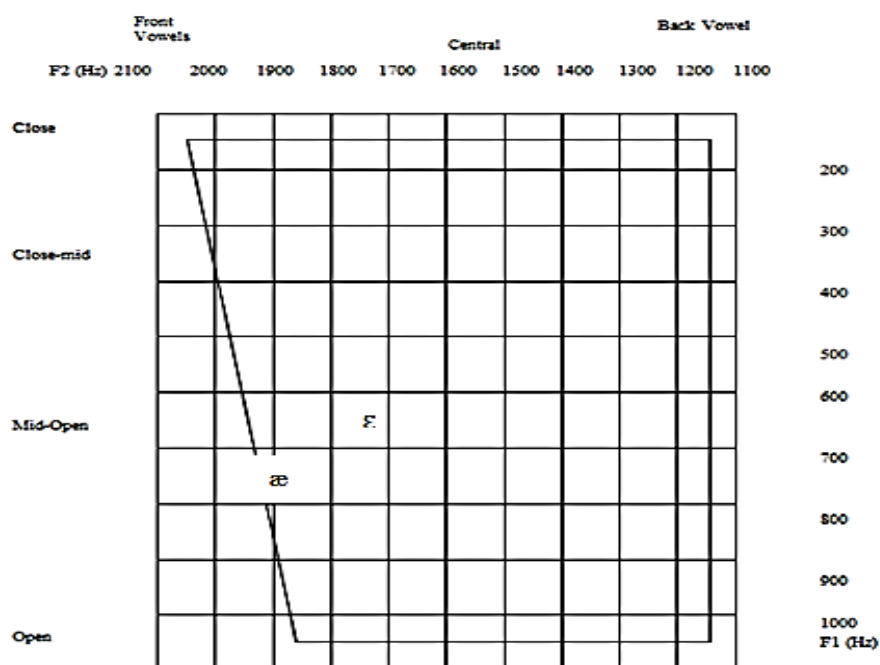 Front
Vowels
Back Vowel
Central
F2 (Hz) 2100 2000 1900 1800 1700 1600 1500 1400 1300 1200 1100
Close
200
300
Close-mid
400
500
600
Mid-Open
ε
700
æ
800
900
1000
Open
F1 (Hz)